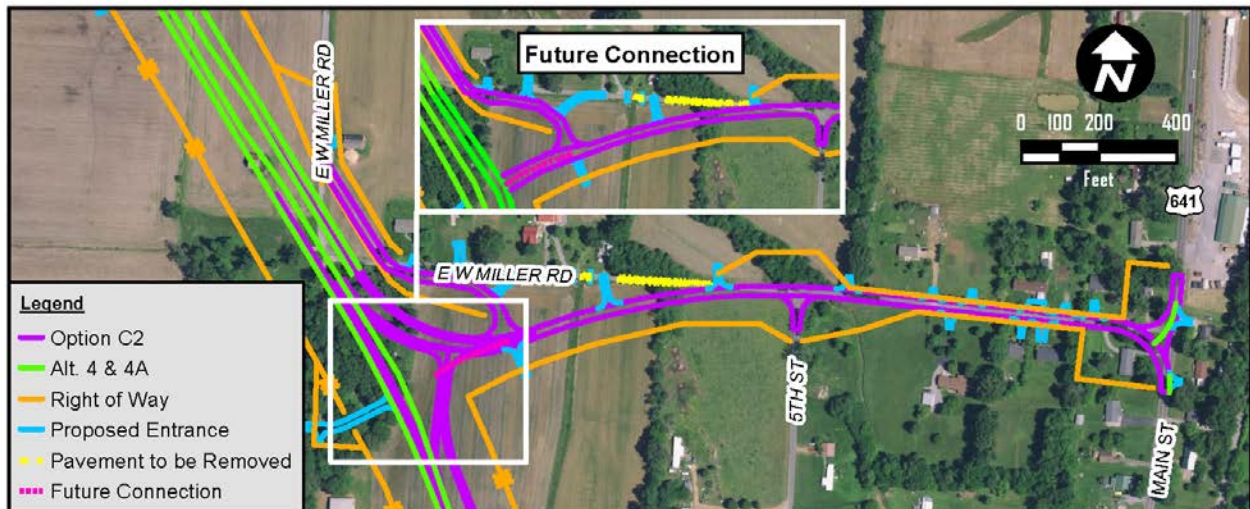 Future Connection
E W MILLER RD
N
0 100 200 400
Feet
641
E W MILLER RD
5TH ST
MAIN ST
Legend
Option C2
Alt. 4 & 4A
Right of Way
Proposed Entrance
Pavement to be Removed
Future Connection